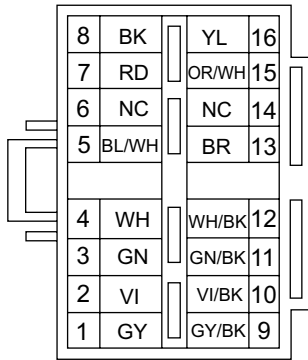 8 BK YL 16
7 RD OR/WH 15
6 NC NC 14
5 BL/WH BR 13
4 WH WH/BK 12
3 GN GN/BK 11
2 VI VI/BK 10
1 GY GY/BK 9